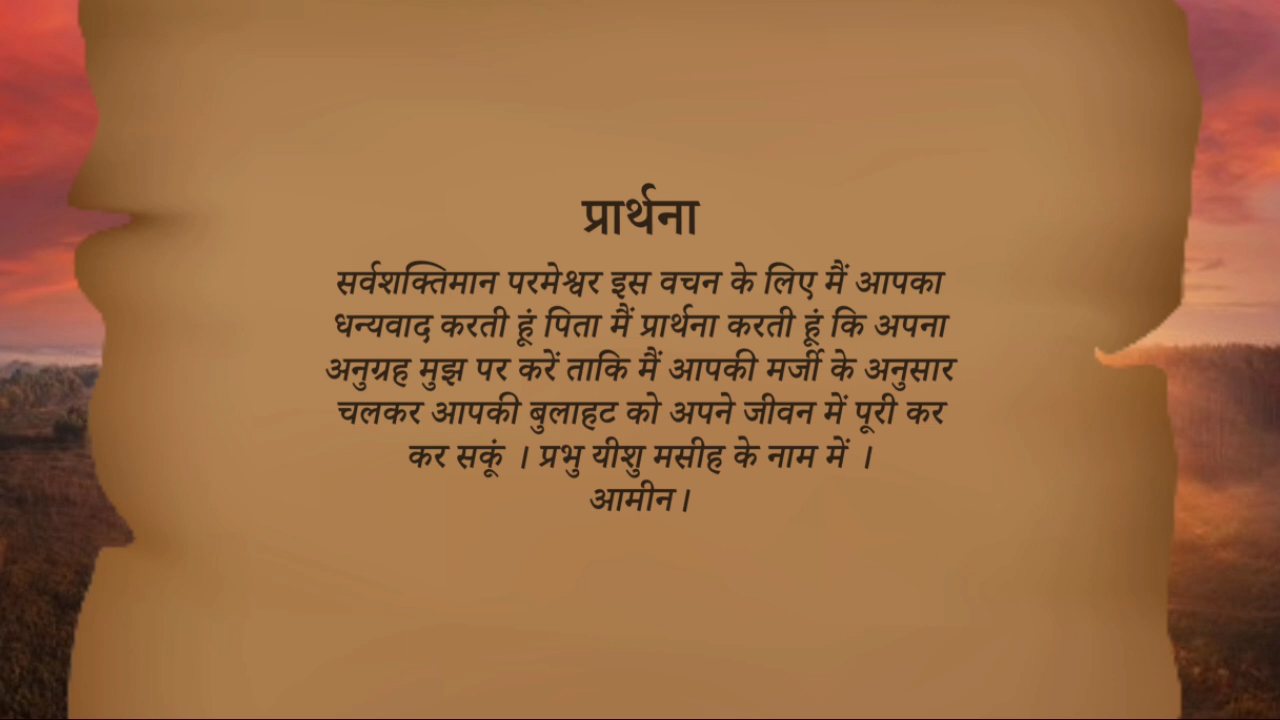 प्रार्थना
सर्वशक्तिमान परमेश्वर इस वचन के लिए मैं आपका
धन्यवाद करती हूं पिता मैं प्रार्थना करती हूं कि अपना
अनुग्रह मुझ पर करें ताकि मैं आपकी मर्जी के अनुसार
चलकर आपकी बुलाहट को अपने जीवन में पूरी कर
कर सकूं । प्रभु यीशु मसीह के नाम में ।
आमीन।